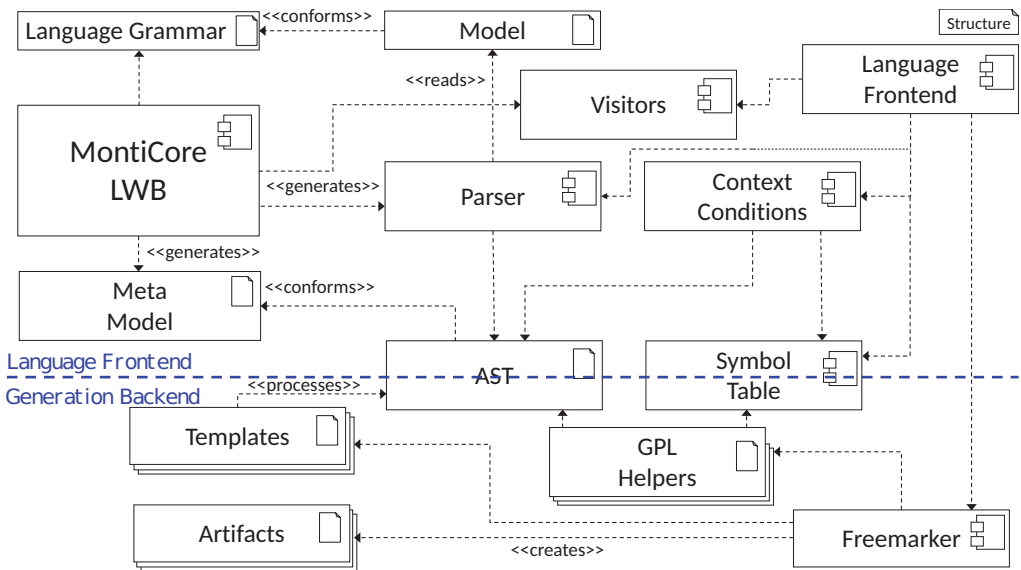 <<conforms>>
Language Grammar
Model
Structure
<<reads>>
Visitors
Language
Frontend
MontiCore
LWB
<<generates>>
Parser
Context
Conditions
<<generates>>
Meta
Model
<<conforms>>
Language Frontend
AST
Symbol
Table
<<processes>>
Generation Backend
Templates
GPL
Helpers
Artifacts
Freemarker
<<creates>>